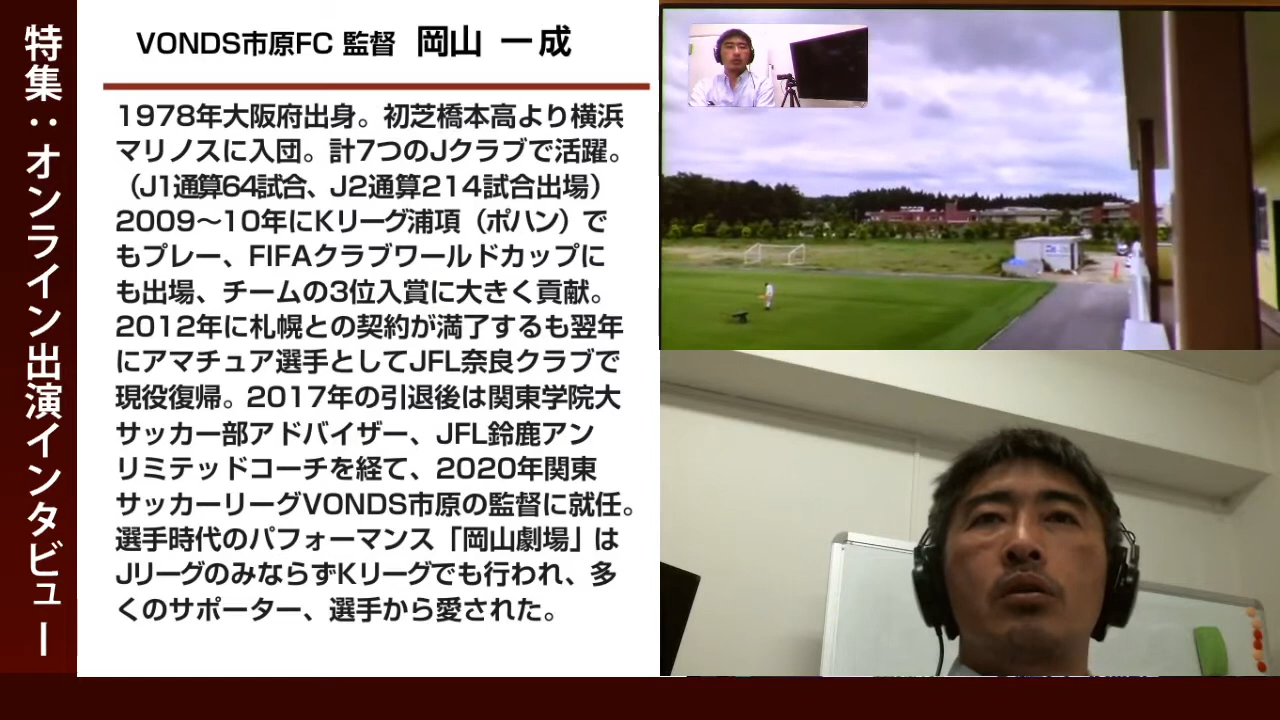 特集：オンライン出演インタビュー
VONDS市原FC 監督 岡山 一成
1978年大阪府出身。初芝橋本高より横浜
マリノスに入団。計7つのJクラブで活躍。
（J1通算64試合、J2通算214試合出場）
2009〜10年にKリーグ浦項（ポハン）で
もプレー、FIFAクラブワールドカップに
も出場、チームの3位入賞に大きく貢献。
2012年に札幌との契約が満了するも翌年
にアマチュア選手としてJFL奈良クラブで
現役復帰。2017年の引退後は関東学院大
サッカー部アドバイザー、JFL鈴鹿アン
リミテッドコーチを経て、2020年関東
サッカーリーグVONDS市原の監督に就任。
選手時代のパフォーマンス「岡山劇場」は
JリーグのみならずKリーグでも行われ、多
くのサポーター、選手から愛された。